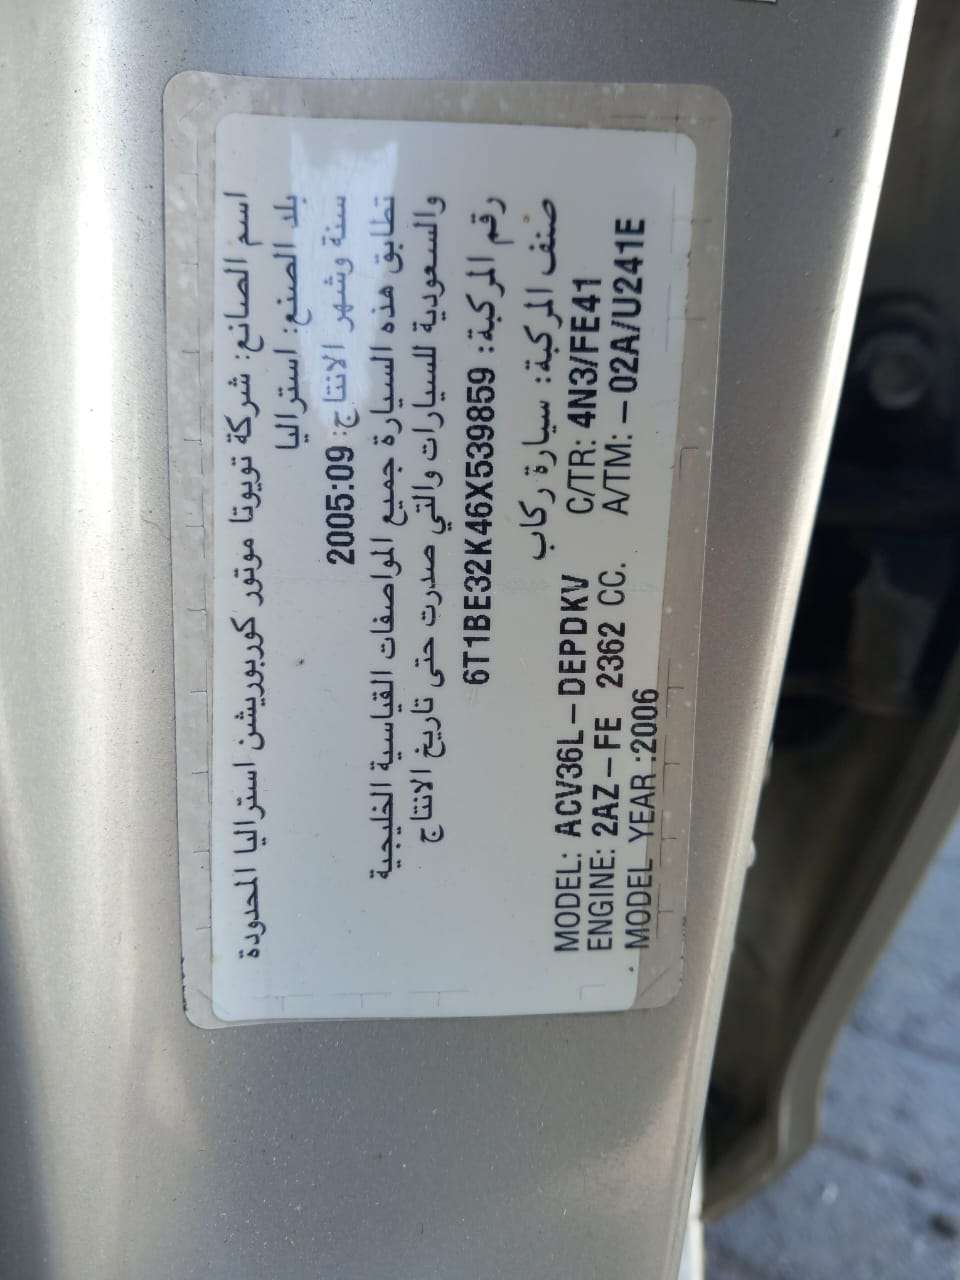 اسم الصانع: شركة تويوتا موتور كوربوريشن استراليا المحدودة
بلد الصنع: استراليا
سنة وشهر الانتاج: 2005:09
تطابق هذه السيارة جميع المواصفات القياسية الخليجية
والسعودية للسيارات والتي صدرت حتى تاريخ الانتاج
رقم المركبة: 6T1BE32K46X539859
صنف المركبة: سيارة ركاب
MODEL: ACV36L-DEPDKV C/TR: 4N3/FE41
ENGINE: 2AZ-FE 2362 CC. A/TM: -02A/U241E
MODEL YEAR :2006